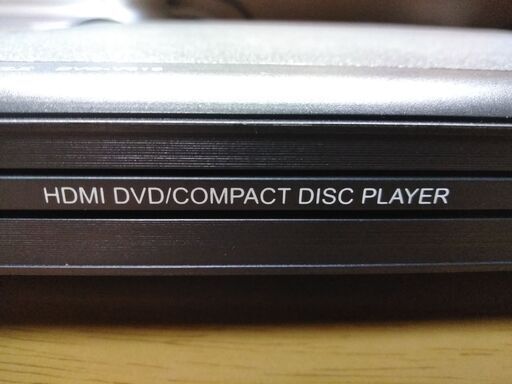 HDMI DVD/COMPACT DISC PLAYER